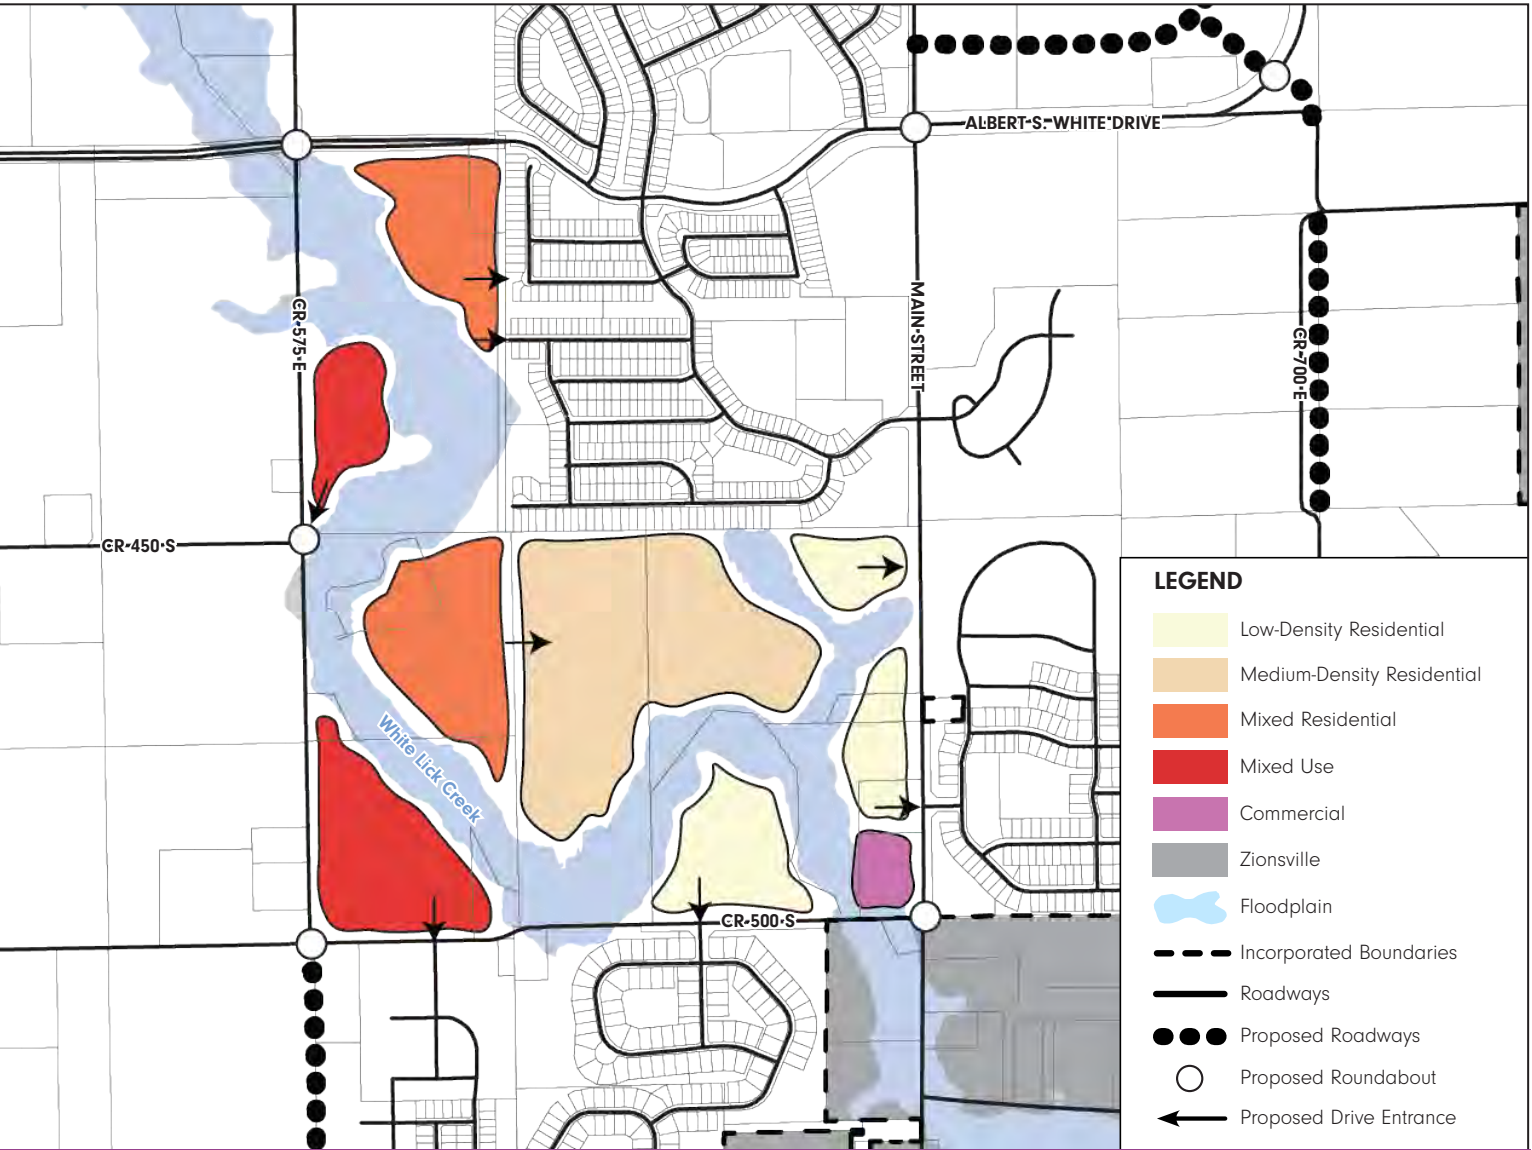 ALBERT S. WHITE DRIVE
CR 575 E
MAIN STREET
CR 700 E
CR 450 S
White Lick Creek
CR 500 S
LEGEND
Low-Density Residential
Medium-Density Residential
Mixed Residential
Mixed Use
Commercial
Zionsville
Floodplain
Incorporated Boundaries
Roadways
Proposed Roadways
Proposed Roundabout
Proposed Drive Entrance